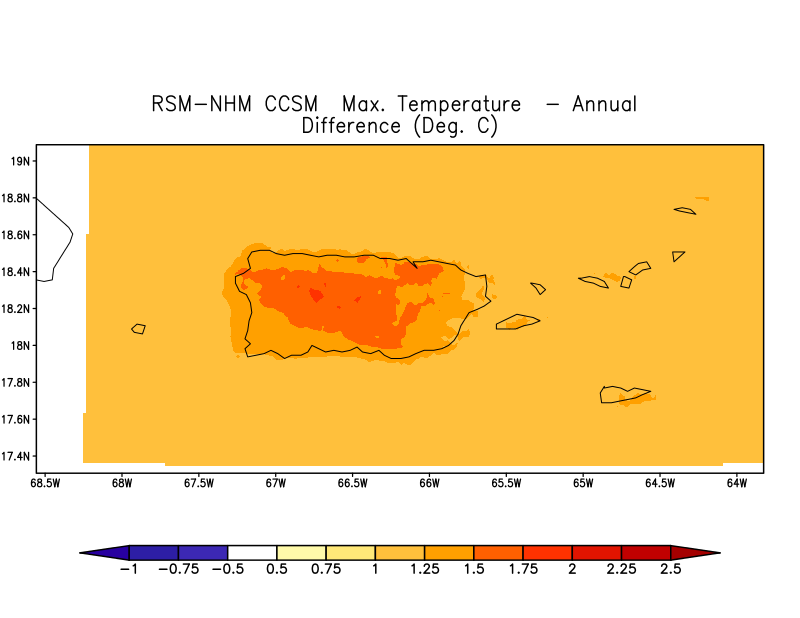 RSM-NHM CCSM  Max. Temperature  - Annual
Difference (Deg. C)
19N
18.8N
18.6N
18.4N
18.2N
18N
17.8N
17.6N
17.4N
68.5W 68W 67.5W 67W 66.5W 66W 65.5W 65W 64.5W 64W
-1 -0.75 -0.5 0.5 0.75 1 1.25 1.5 1.75 2 2.25 2.5